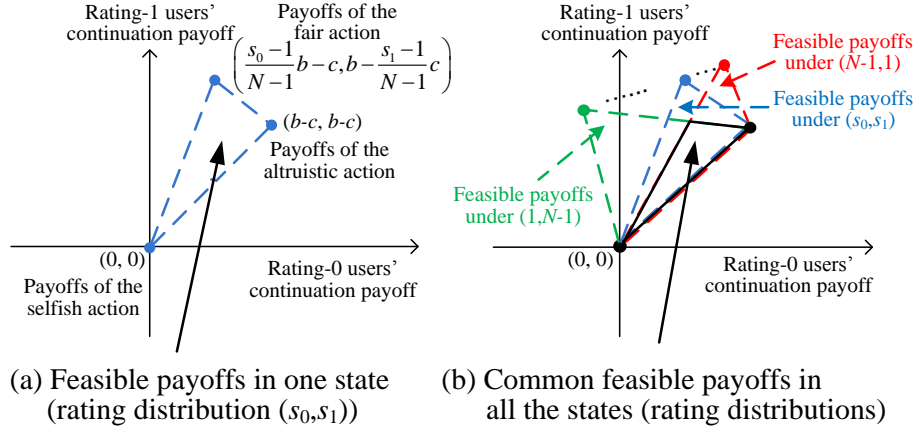 Rating-1 users’
continuation payoff
Payoffs of the
fair action
(s₀−1/N−1 b−c, b− s₁−1/N−1 c)
(b-c, b-c)
Payoffs of the
altruistic action
(0, 0)
Payoffs of the
selfish action
Rating-0 users’
continuation payoff
(a) Feasible payoffs in one state
(rating distribution (s₀,s₁))
Rating-1 users’
continuation payoff
Feasible payoffs
under (N-1,1)
Feasible payoffs
under (s₀,s₁)
Feasible payoffs
under (1,N-1)
(0, 0)
Rating-0 users’
continuation payoff
(b) Common feasible payoffs in
all the states (rating distributions)